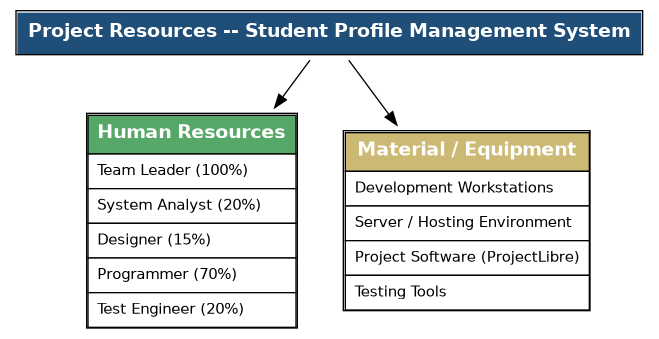 Project Resources -- Student Profile Management System
Human Resources
Team Leader (100%)
System Analyst (20%)
Designer (15%)
Programmer (70%)
Test Engineer (20%)
Material / Equipment
Development Workstations
Server / Hosting Environment
Project Software (ProjectLibre)
Testing Tools